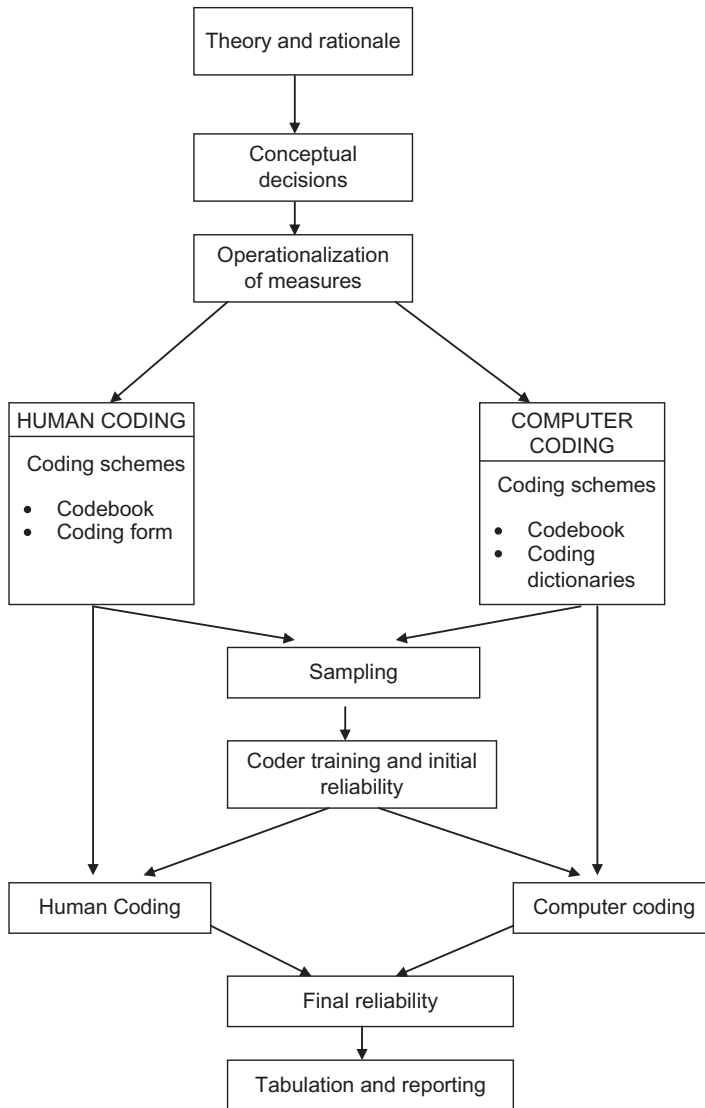 Theory and rationale
Conceptual
decisions
Operationalization
of measures
HUMAN CODING
Coding schemes
• Codebook
• Coding form
COMPUTER
CODING
Coding schemes
• Codebook
• Coding
dictionaries
Sampling
Coder training and initial
reliability
Human Coding
Computer coding
Final reliability
Tabulation and reporting